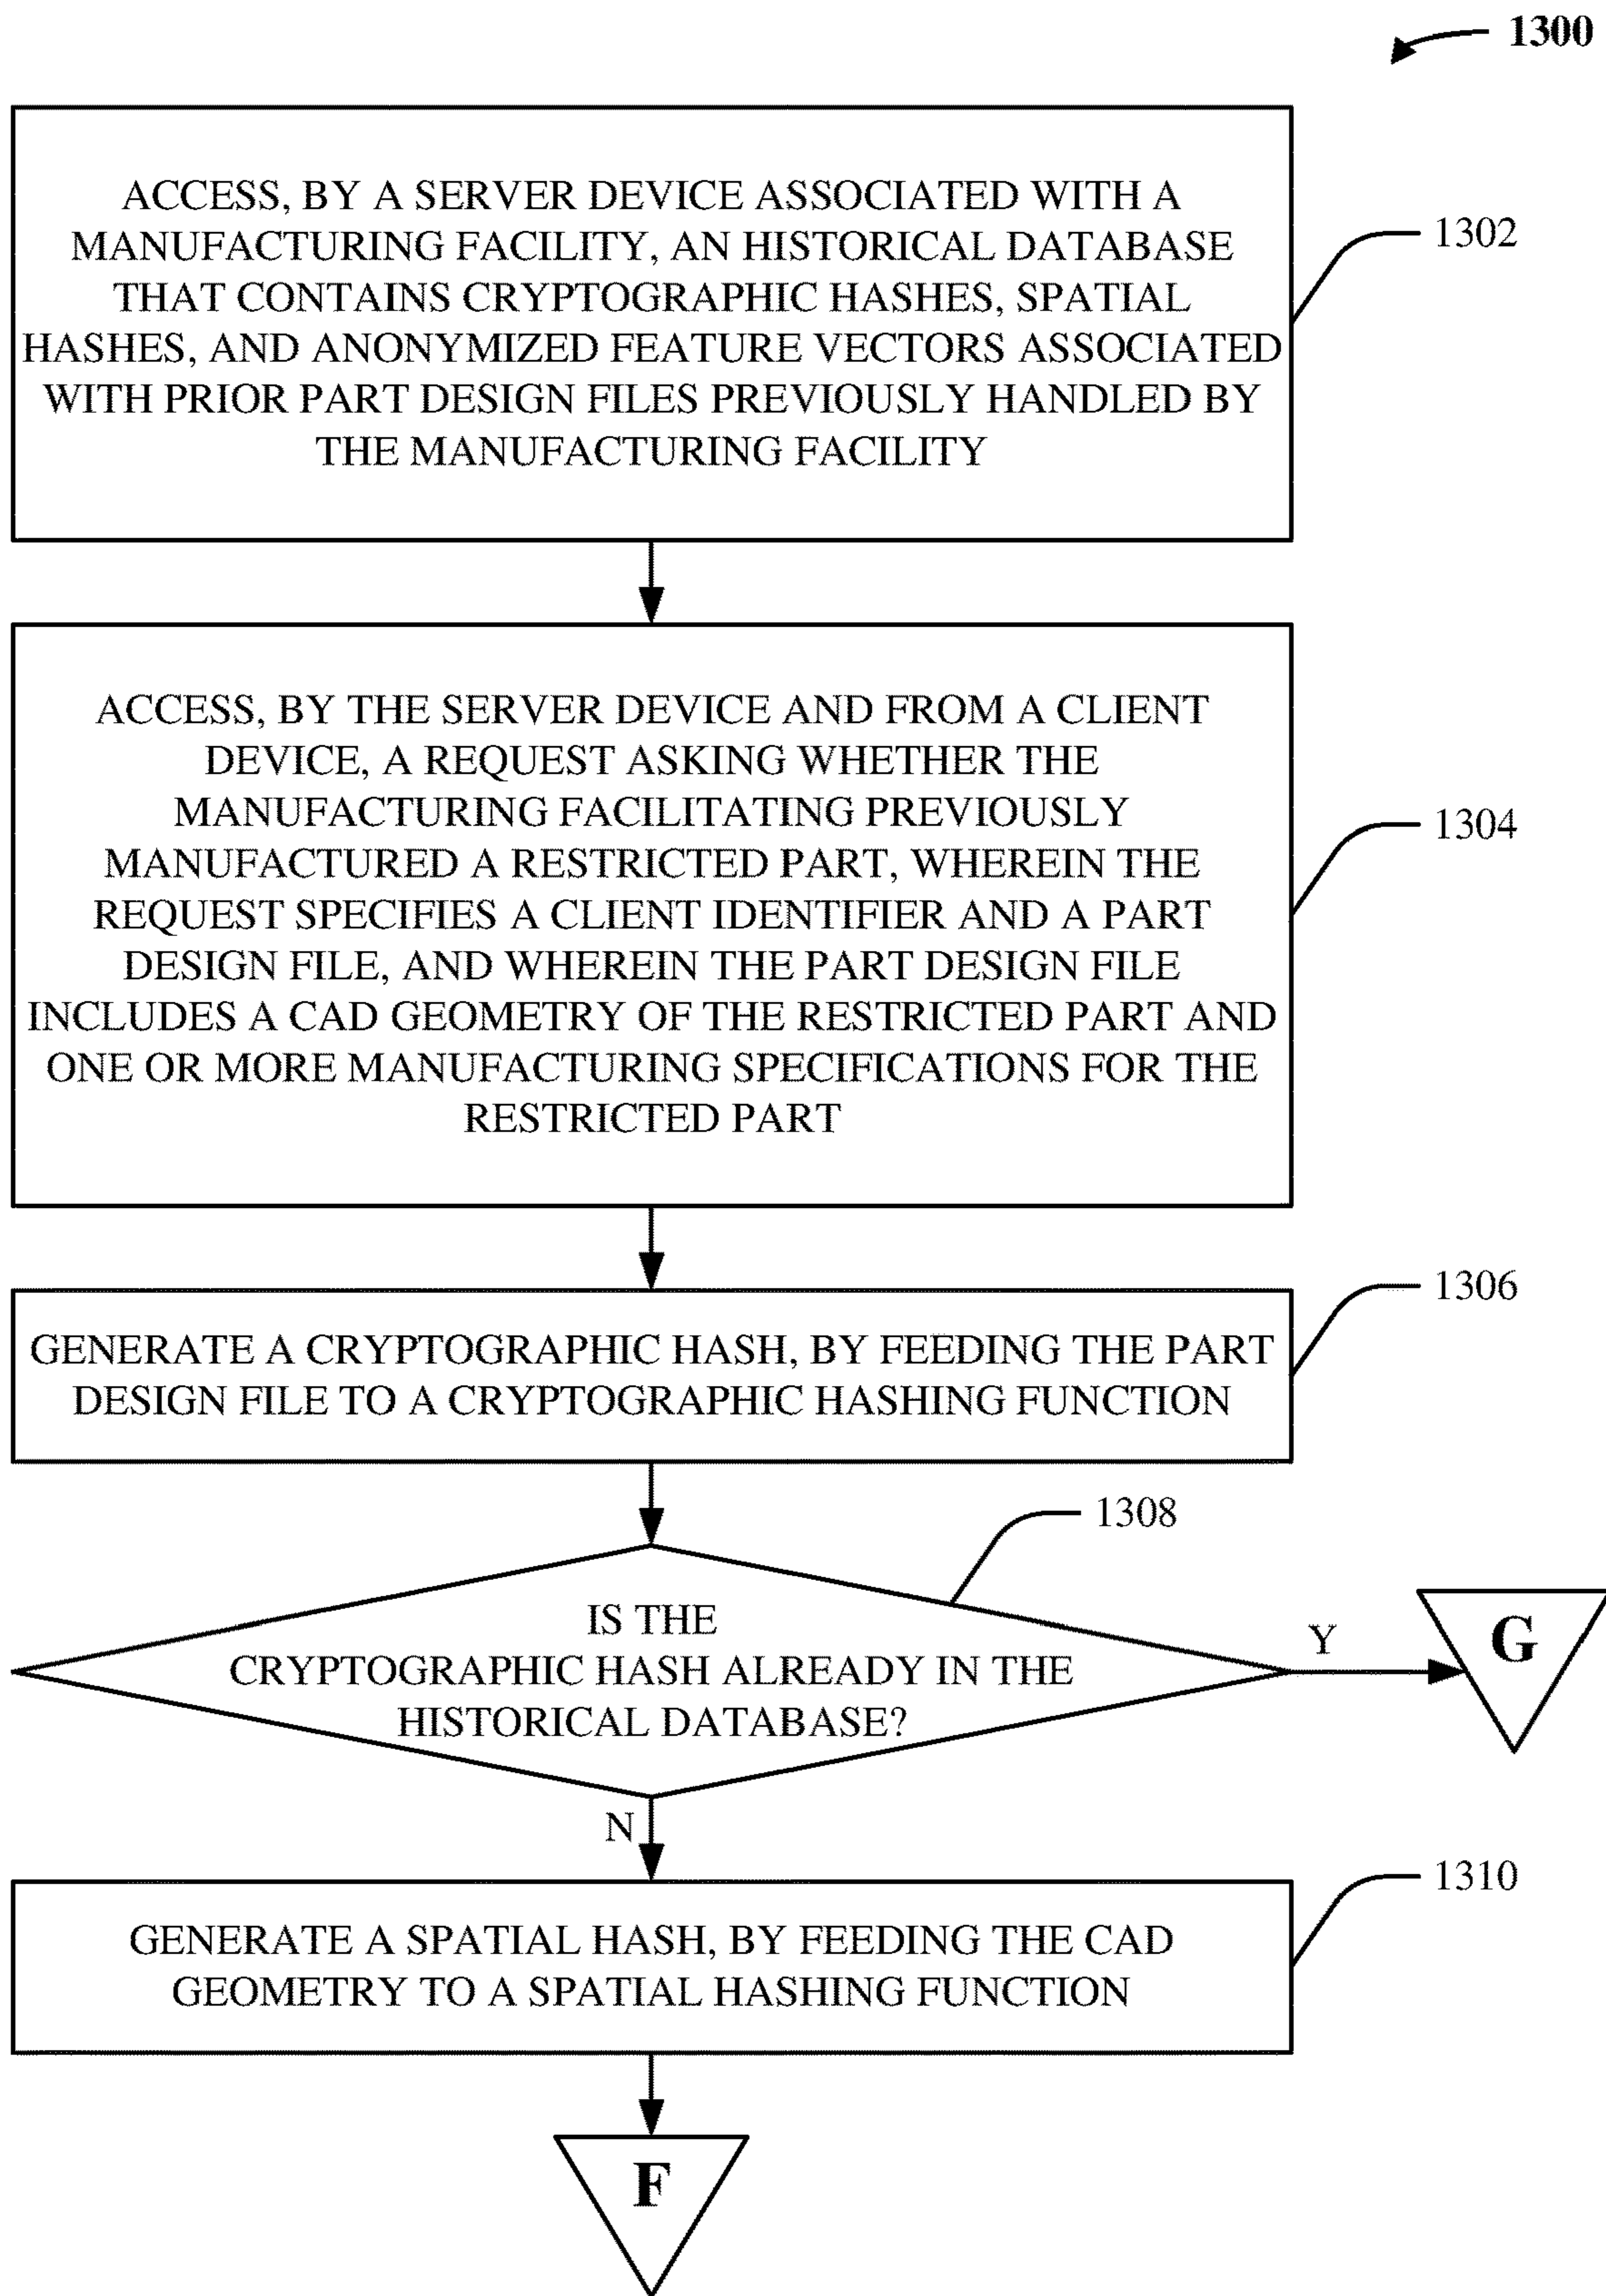 1300
ACCESS, BY A SERVER DEVICE ASSOCIATED WITH A
MANUFACTURING FACILITY, AN HISTORICAL DATABASE
THAT CONTAINS CRYPTOGRAPHIC HASHES, SPATIAL
HASHES, AND ANONYMIZED FEATURE VECTORS ASSOCIATED
WITH PRIOR PART DESIGN FILES PREVIOUSLY HANDLED BY
THE MANUFACTURING FACILITY
1302
ACCESS, BY THE SERVER DEVICE AND FROM A CLIENT
DEVICE, A REQUEST ASKING WHETHER THE
MANUFACTURING FACILITATING PREVIOUSLY
MANUFACTURED A RESTRICTED PART, WHEREIN THE
REQUEST SPECIFIES A CLIENT IDENTIFIER AND A PART
DESIGN FILE, AND WHEREIN THE PART DESIGN FILE
INCLUDES A CAD GEOMETRY OF THE RESTRICTED PART AND
ONE OR MORE MANUFACTURING SPECIFICATIONS FOR THE
RESTRICTED PART
1304
GENERATE A CRYPTOGRAPHIC HASH, BY FEEDING THE PART
DESIGN FILE TO A CRYPTOGRAPHIC HASHING FUNCTION
1306
IS THE
CRYPTOGRAPHIC HASH ALREADY IN THE
HISTORICAL DATABASE?
1308
Y
G
N
GENERATE A SPATIAL HASH, BY FEEDING THE CAD
GEOMETRY TO A SPATIAL HASHING FUNCTION
1310
F